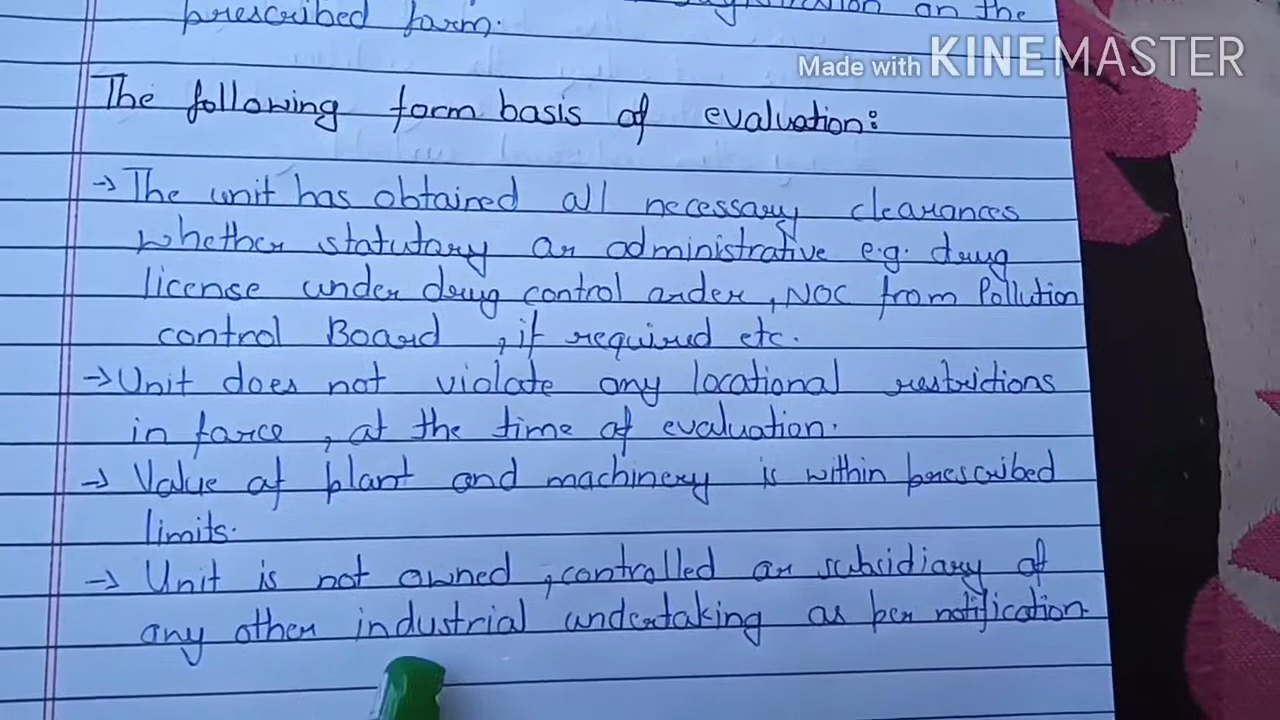 on the
prescribed form.
Made with KINEMASTER
The following form basis of evaluation:
→ The unit has obtained all necessary clearances
whether statutary or administrative e.g. drug
license under drug control order, NOC from Pollution
control Board, if required etc.
→ Unit does not violate any locational restrictions
in force, at the time of evaluation.
→ Value of plant and machinery is within prescribed
limits.
→ Unit is not owned, controlled or subsidiary of
any other industrial undertaking as per notification.